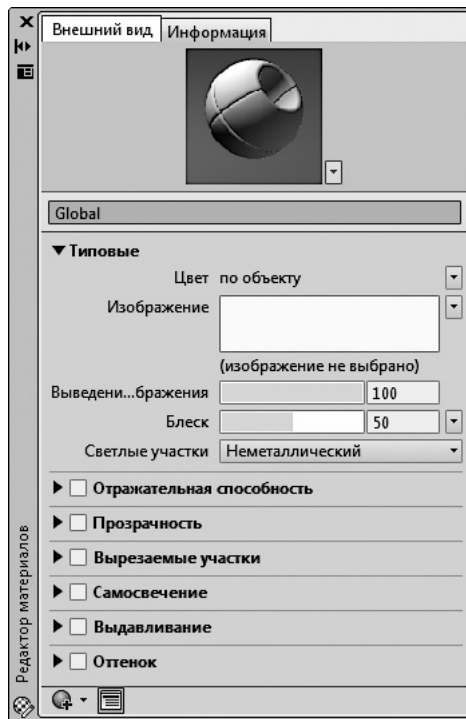 Внешний вид Информация
Global
Типовые
Цвет по объекту
Изображение
(изображение не выбрано)
Выведени...бражения 100
Блеск 50
Светлые участки Неметаллический
Отражательная способность
Прозрачность
Вырезаемые участки
Самосвечение
Выдавливание
Оттенок
Редактор материалов